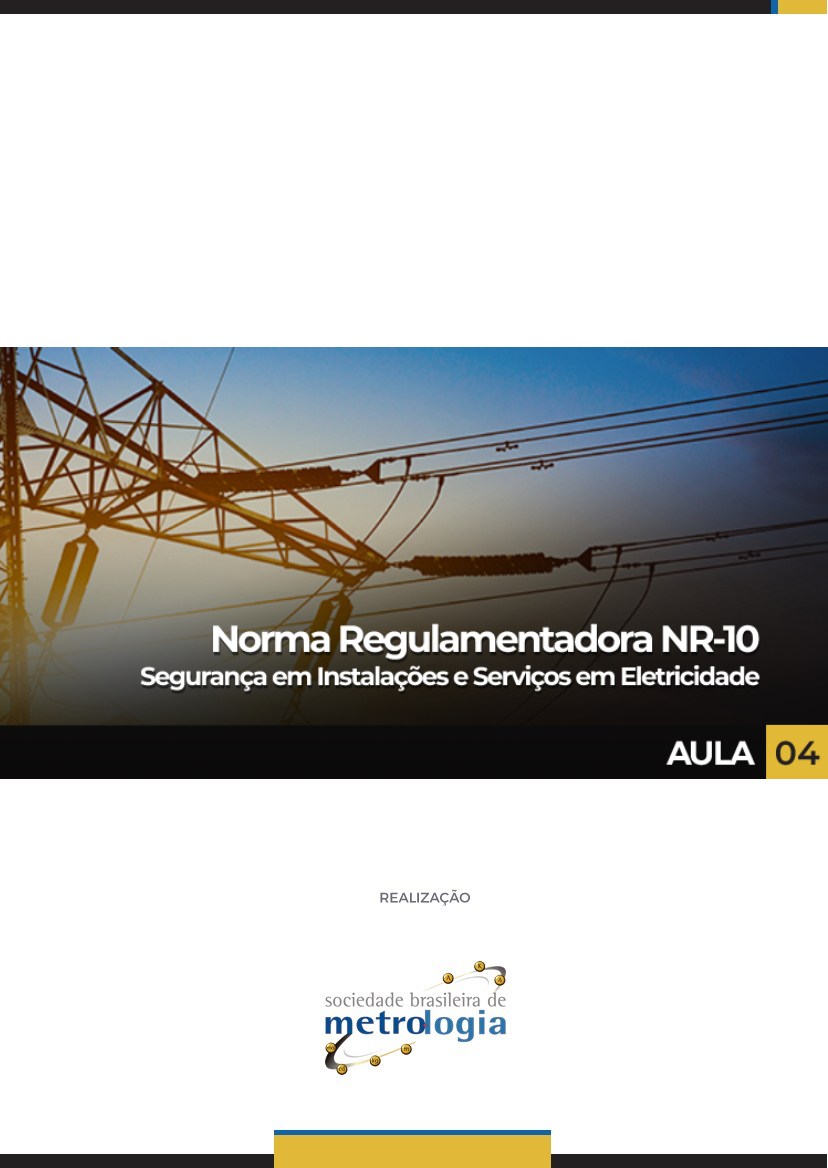 Norma Regulamentadora NR-10
Segurança em Instalações e Serviços em Eletricidade
AULA 04
REALIZAÇÃO
sociedade brasileira de
metrologia